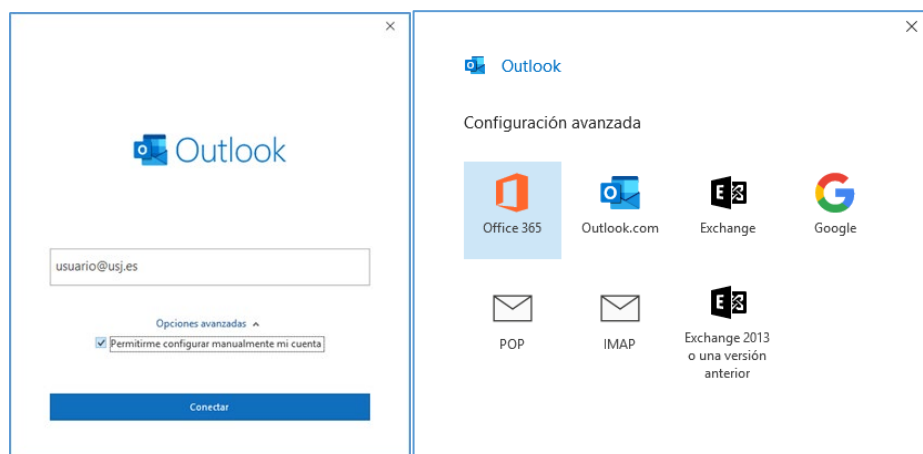 Outlook
usuario@usj.es
Opciones avanzadas
Permitirme configurar manualmente mi cuenta
Conectar
Outlook
Configuración avanzada
Office 365
Outlook.com
Exchange
Google
POP
IMAP
Exchange 2013
o una versión
anterior